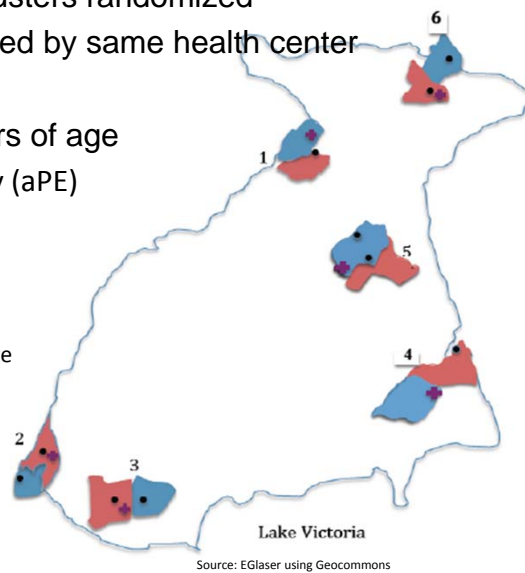 usters randomized
6
ed by same health center
rs of age
1
y (aPE)
5
e
4
2
3
Lake Victoria
Source: EGlaser using Geocommons